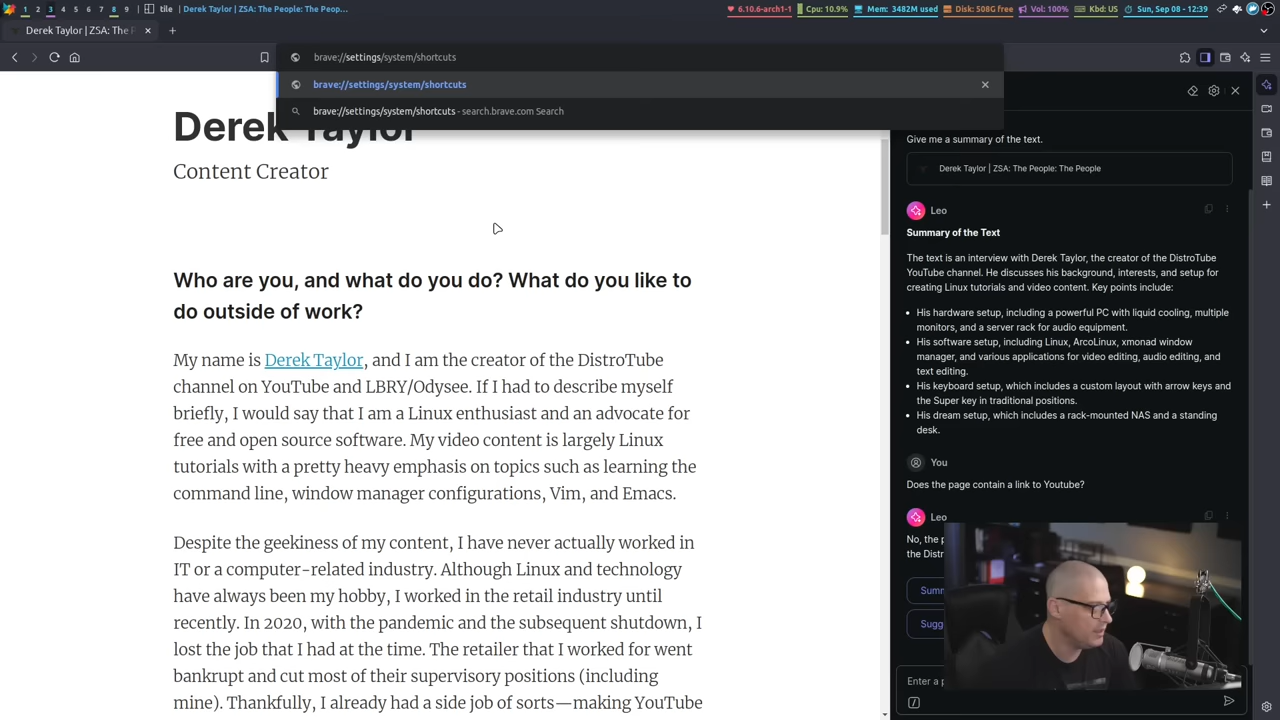 1 2 3 4 5 6 7 8 9 tile Derek Taylor | ZSA: The People: The Peop...
6.10.6-arch1-1 Cpu: 10.9% Mem: 3482M used Disk: 508G free Vol: 100% Kbd: US Sun, Sep 08 - 12:39
Derek Taylor | ZSA: The P
brave://settings/system/shortcuts
brave://settings/system/shortcuts
brave://settings/system/shortcuts - search.brave.com Search
Derek Taylor
Content Creator
Who are you, and what do you do? What do you like to
do outside of work?
My name is Derek Taylor, and I am the creator of the DistroTube
channel on YouTube and LBRY/Odysee. If I had to describe myself
briefly, I would say that I am a Linux enthusiast and an advocate for
free and open source software. My video content is largely Linux
tutorials with a pretty heavy emphasis on topics such as learning the
command line, window manager configurations, Vim, and Emacs.
Despite the geekiness of my content, I have never actually worked in
IT or a computer-related industry. Although Linux and technology
have always been my hobby, I worked in the retail industry until
recently. In 2020, with the pandemic and the subsequent shutdown, I
lost the job that I had at the time. The retailer that I worked for went
bankrupt and cut most of their supervisory positions (including
mine). Thankfully, I already had a side job of sorts—making YouTube
Give me a summary of the text.
Derek Taylor | ZSA: The People: The People
Leo
Summary of the Text
The text is an interview with Derek Taylor, the creator of the DistroTube
YouTube channel. He discusses his background, interests, and setup for
creating Linux tutorials and video content. Key points include:
• His hardware setup, including a powerful PC with liquid cooling, multiple
monitors, and a server rack for audio equipment.
• His software setup, including Linux, ArcoLinux, xmonad window
manager, and various applications for video editing, audio editing, and
text editing.
• His keyboard setup, which includes a custom layout with arrow keys and
the Super key in traditional positions.
• His dream setup, which includes a rack-mounted NAS and a standing
desk.
You
Does the page contain a link to Youtube?
Leo
No, the p
the Distr
Summ
Sugg
Enter a p